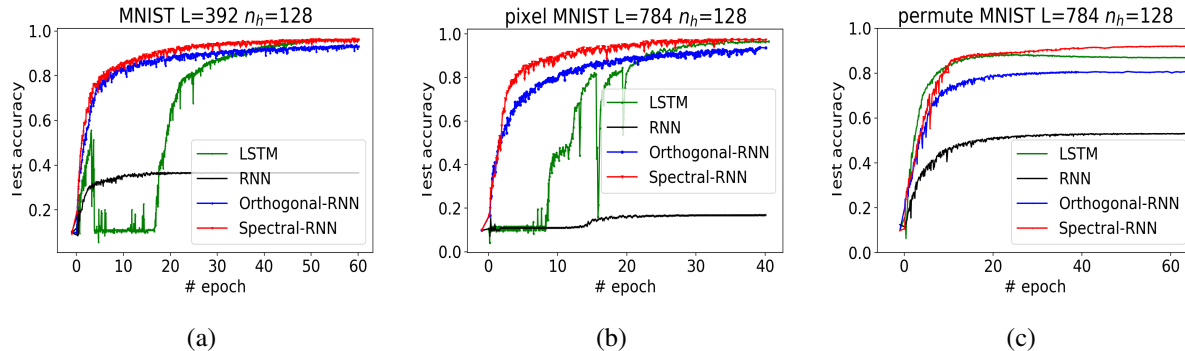 MNIST L=392 n_h=128
Test accuracy
1.0
0.8
0.6
0.4
0.2
LSTM
RNN
Orthogonal-RNN
Spectral-RNN
0 10 20 30 40 50 60
# epoch
(a)
pixel MNIST L=784 n_h=128
Test accuracy
1.0
0.8
0.6
0.4
0.2
0.0
LSTM
RNN
Orthogonal-RNN
Spectral-RNN
0 10 20 30 40
# epoch
(b)
permute MNIST L=784 n_h=128
Test accuracy
1.0
0.8
0.6
0.4
0.2
0.0
LSTM
RNN
Orthogonal-RNN
Spectral-RNN
0 20 40 60
# epoch
(c)